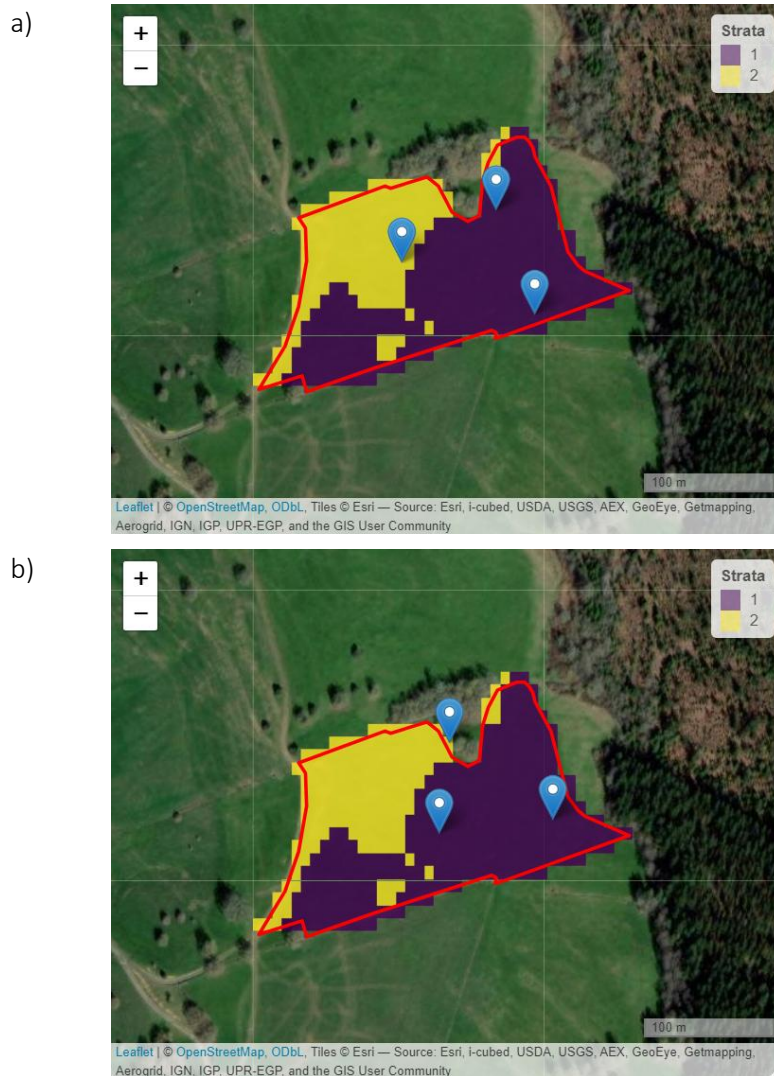 a)
+
−
Strata
1
2
100 m
Leaflet | © OpenStreetMap, ODbL, Tiles © Esri — Source: Esri, i-cubed, USDA, USGS, AEX, GeoEye, Getmapping,
Aerogrid, IGN, IGP, UPR-EGP, and the GIS User Community
b)
+
−
Strata
1
2
100 m
Leaflet | © OpenStreetMap, ODbL, Tiles © Esri — Source: Esri, i-cubed, USDA, USGS, AEX, GeoEye, Getmapping,
Aerogrid, IGN, IGP, UPR-EGP, and the GIS User Community